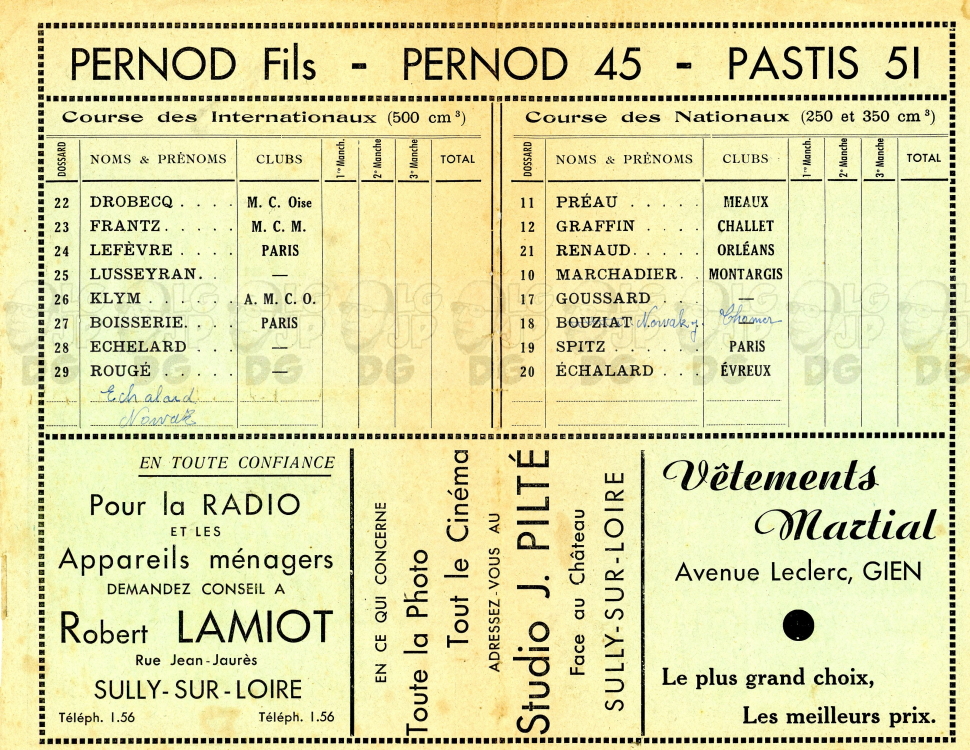 PERNOD Fils - PERNOD 45 - PASTIS 51
Course des Internationaux (500 cm³)
DOSSARD NOMS & PRÉNOMS CLUBS 1re Manch. 2e Manche 3e Manche TOTAL
22 DROBECQ . . . . M. C. Oise
23 FRANTZ . . . . . M. C. M.
24 LEFÈVRE . . . . PARIS
25 LUSSEYRAN. . —
26 KLYM . . . . . . A. M. C. O.
27 BOISSERIE. . . . PARIS
28 ECHELARD . . . —
29 ROUGÉ . . . . . —
Echalard
Nowak
Course des Nationaux (250 et 350 cm³)
DOSSARD NOMS & PRÉNOMS CLUBS 1re Manch. 2e Manche 3e Manche TOTAL
11 PRÉAU . . . . . MEAUX
12 GRAFFIN . . . . CHALLET
21 RENAUD. . . . . ORLÉANS
10 MARCHADIER. . MONTARGIS
17 GOUSSARD . . . —
18 BOUZIAT Nowak —
19 SPITZ . . . . . PARIS
20 ÉCHALARD . . . ÉVREUX
EN TOUTE CONFIANCE
Pour la RADIO
ET LES
Appareils ménagers
DEMANDEZ CONSEIL A
Robert LAMIOT
Rue Jean-Jaurès
SULLY-SUR-LOIRE
Téléph. 1.56 Téléph. 1.56
EN CE QUI CONCERNE
Toute la Photo
Tout le Cinéma
ADRESSEZ-VOUS AU
Studio J. PILTÉ
Face au Château
SULLY-SUR-LOIRE
Vêtements
Martial
Avenue Leclerc, GIEN
Le plus grand choix,
Les meilleurs prix.